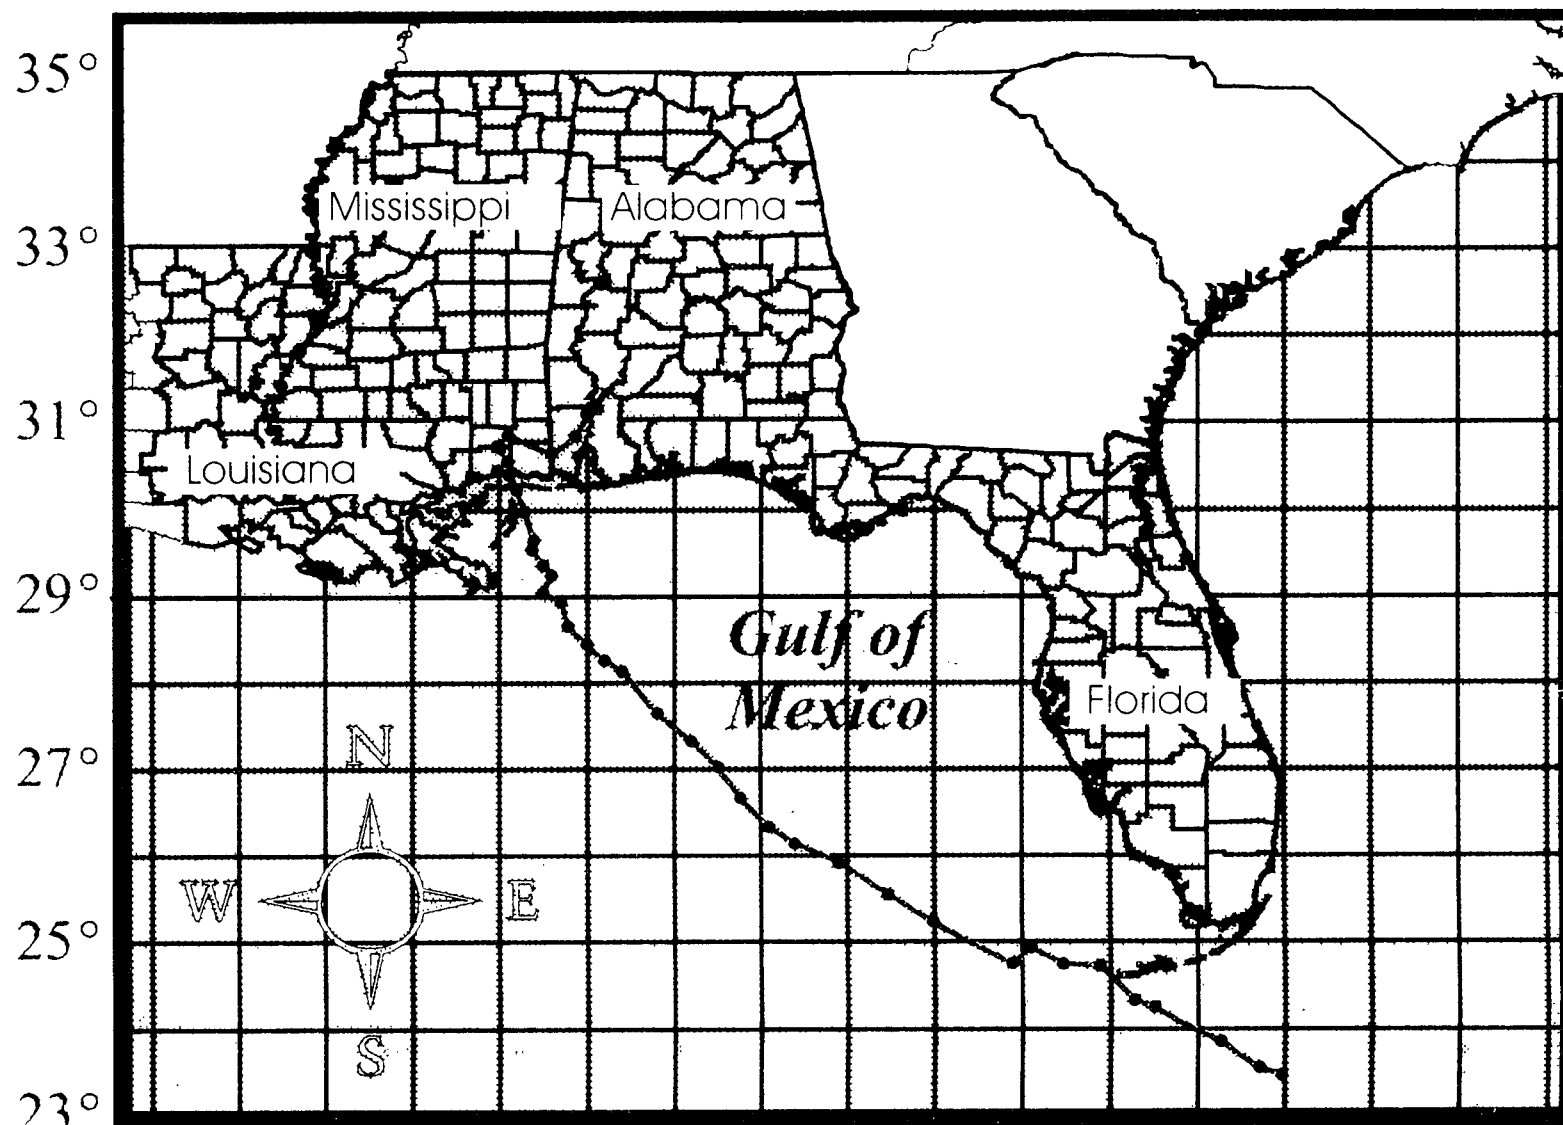 35°
Mississippi Alabama
33°
31°
Louisiana
29°
Gulf of
Mexico
Florida
N
27°
W E
25°
S
23°